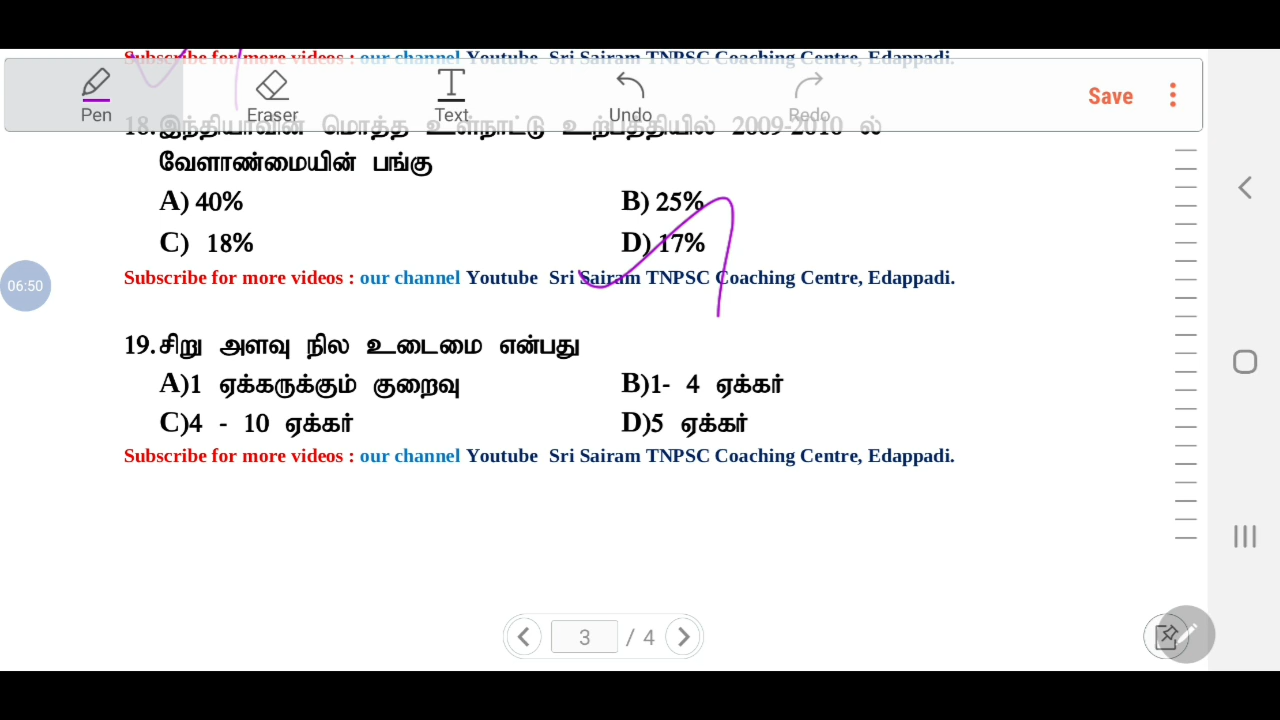 Subscribe for more videos : our channel Youtube Sri Sairam TNPSC Coaching Centre, Edappadi.
Pen
Eraser
Text
Undo
Redo
Save
18. இந்தியாவின் மொத்த உள்நாட்டு உற்பத்தியில் 2009-2010 ல்
வேளாண்மையின் பங்கு
A) 40% B) 25%
C) 18% D) 17%
Subscribe for more videos : our channel Youtube Sri Sairam TNPSC Coaching Centre, Edappadi.
06:50
19. சிறு அளவு நில உடைமை என்பது
A)1 ஏக்கருக்கும் குறைவு B)1- 4 ஏக்கர்
C)4 - 10 ஏக்கர் D)5 ஏக்கர்
Subscribe for more videos : our channel Youtube Sri Sairam TNPSC Coaching Centre, Edappadi.
3 / 4